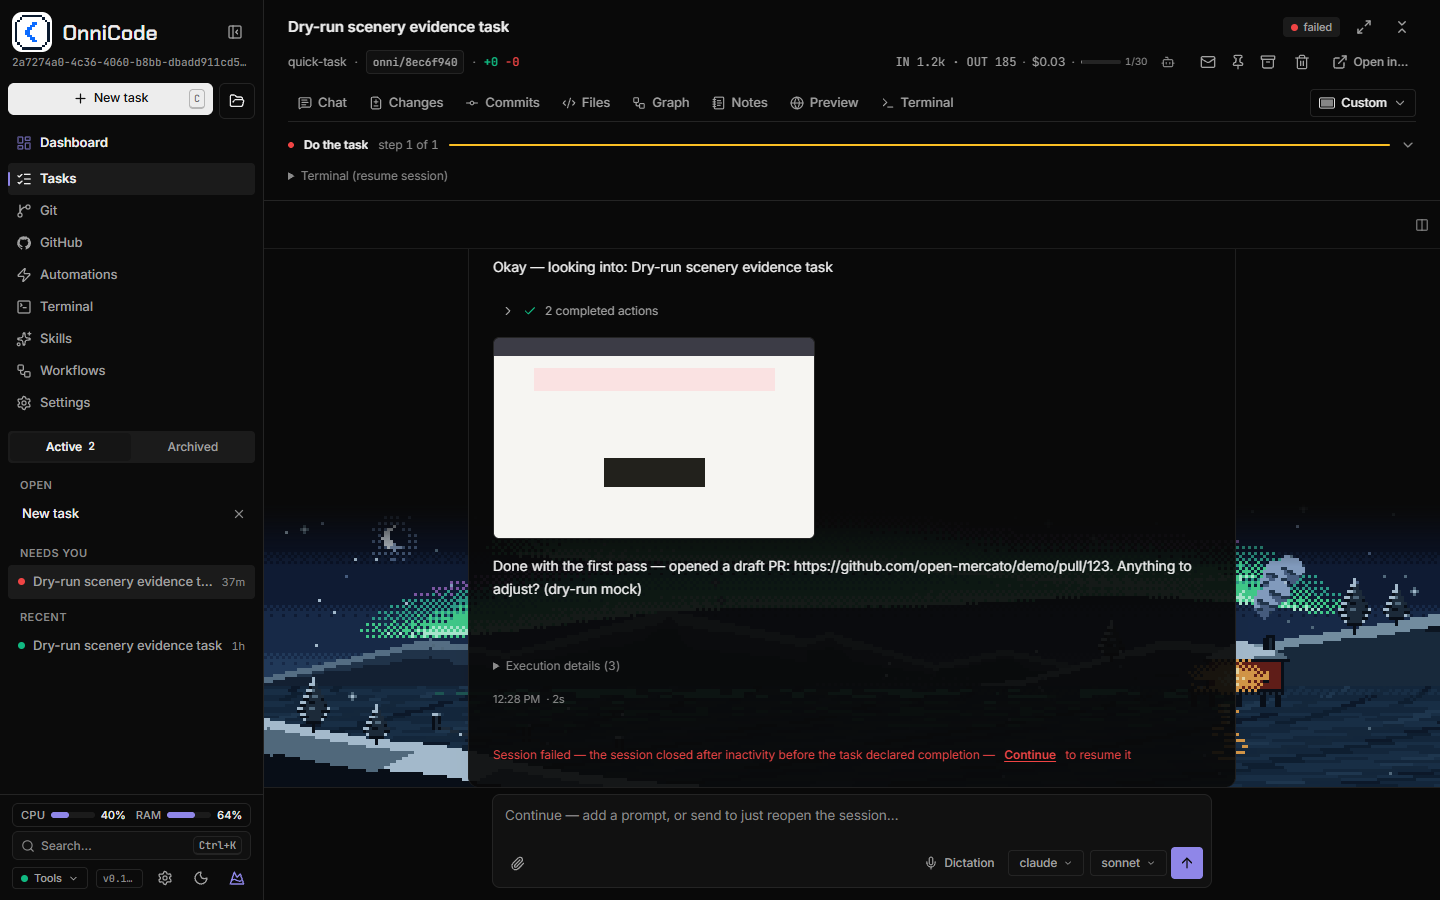 OnniCode
2a7274a0-4c36-4060-b8bb-dbadd911cd5…
New task
C
Dashboard
Tasks
Git
GitHub
Automations
Terminal
Skills
Workflows
Settings
Active 2
Archived
OPEN
New task
NEEDS YOU
Dry-run scenery evidence t… 37m
RECENT
Dry-run scenery evidence task 1h
CPU 40% RAM 64%
Search... Ctrl+K
Tools
v0.1…
Dry-run scenery evidence task
failed
quick-task · onni/8ec6f940 · +0 -0
IN 1.2k · OUT 185 · $0.03 · 1/30
Open in...
Chat
Changes
Commits
Files
Graph
Notes
Preview
Terminal
Custom
Do the task step 1 of 1
Terminal (resume session)
Okay — looking into: Dry-run scenery evidence task
2 completed actions
Done with the first pass — opened a draft PR: https://github.com/open-mercato/demo/pull/123. Anything to
adjust? (dry-run mock)
Execution details (3)
12:28 PM · 2s
Session failed — the session closed after inactivity before the task declared completion — Continue to resume it
Continue — add a prompt, or send to just reopen the session...
Dictation
claude
sonnet